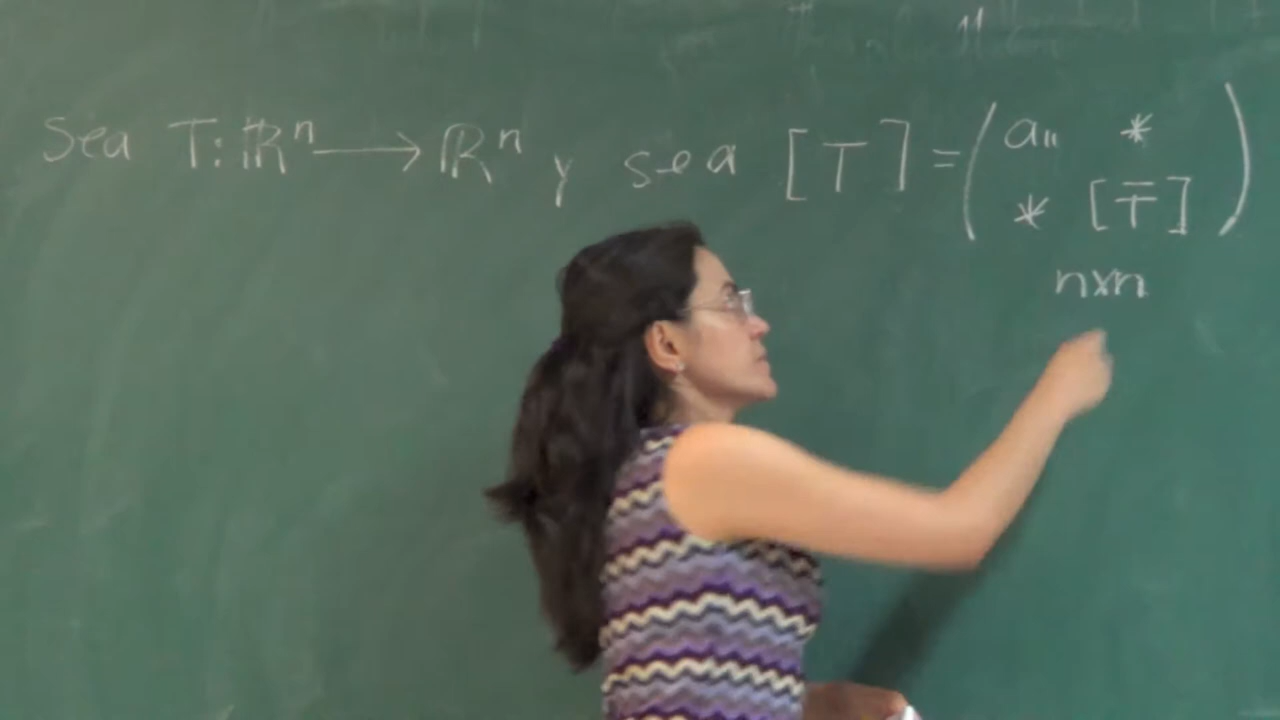 Sea T: ℝⁿ ⟶ ℝⁿ y sea [T] = ( a₁₁ *
* [T̄] )
n×n